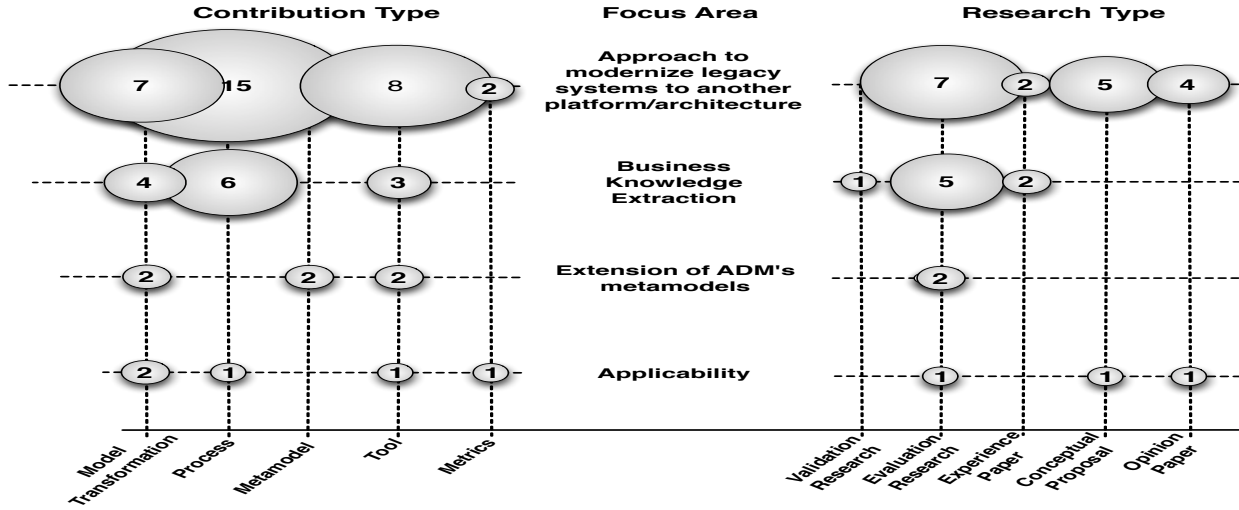 Contribution Type
Focus Area
Research Type
7
15
8
2
Approach to
modernize legacy
systems to another
platform/architecture
7
2
5
4
4
6
3
Business
Knowledge
Extraction
1
5
2
2
2
2
Extension of ADM's
metamodels
2
2
1
1
1
Applicability
1
1
1
Model
Transformation
Process
Metamodel
Tool
Metrics
Validation
Research
Evaluation
Research
Experience
Paper
Conceptual
Proposal
Opinion
Paper